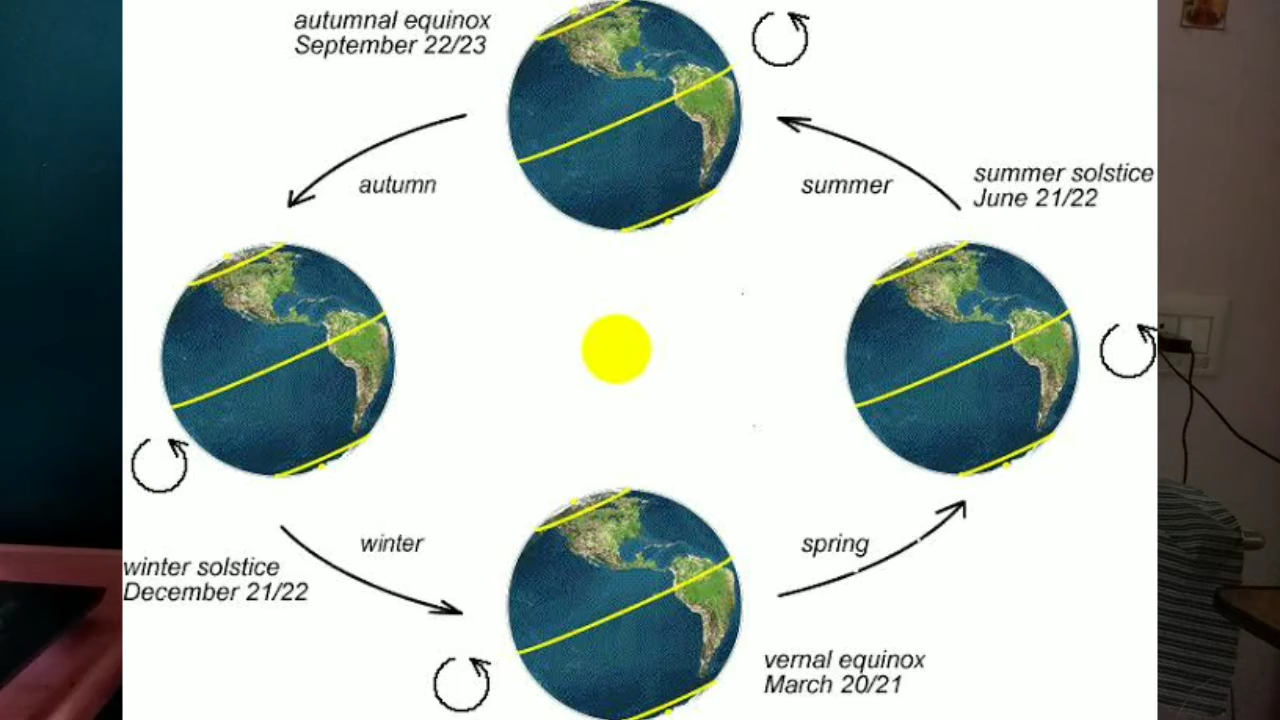 autumnal equinox
September 22/23
autumn
summer
summer solstice
June 21/22
winter
spring
winter solstice
December 21/22
vernal equinox
March 20/21